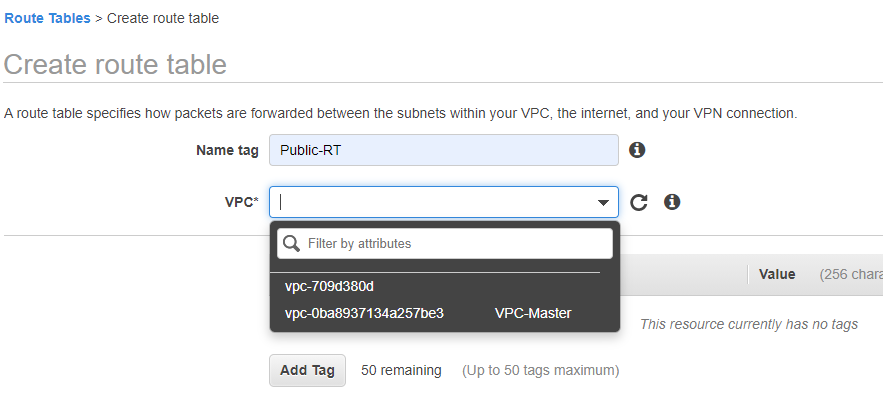 Route Tables > Create route table
Create route table
A route table specifies how packets are forwarded between the subnets within your VPC, the internet, and your VPN connection.
Name tag Public-RT
VPC*
Filter by attributes
Value (256 chara
vpc-709d380d
vpc-0ba8937134a257be3 VPC-Master
This resource currently has no tags
Add Tag 50 remaining (Up to 50 tags maximum)